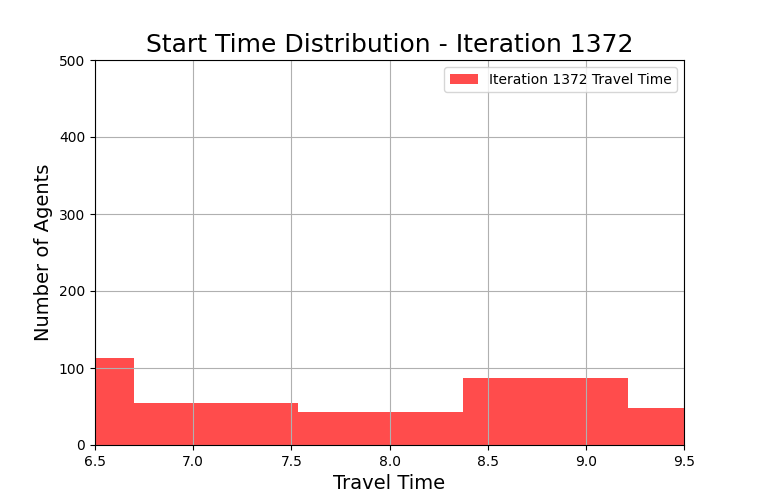 Start Time Distribution - Iteration 1372
500
400
300
200
100
0
Number of Agents
Iteration 1372 Travel Time
6.5 7.0 7.5 8.0 8.5 9.0 9.5
Travel Time